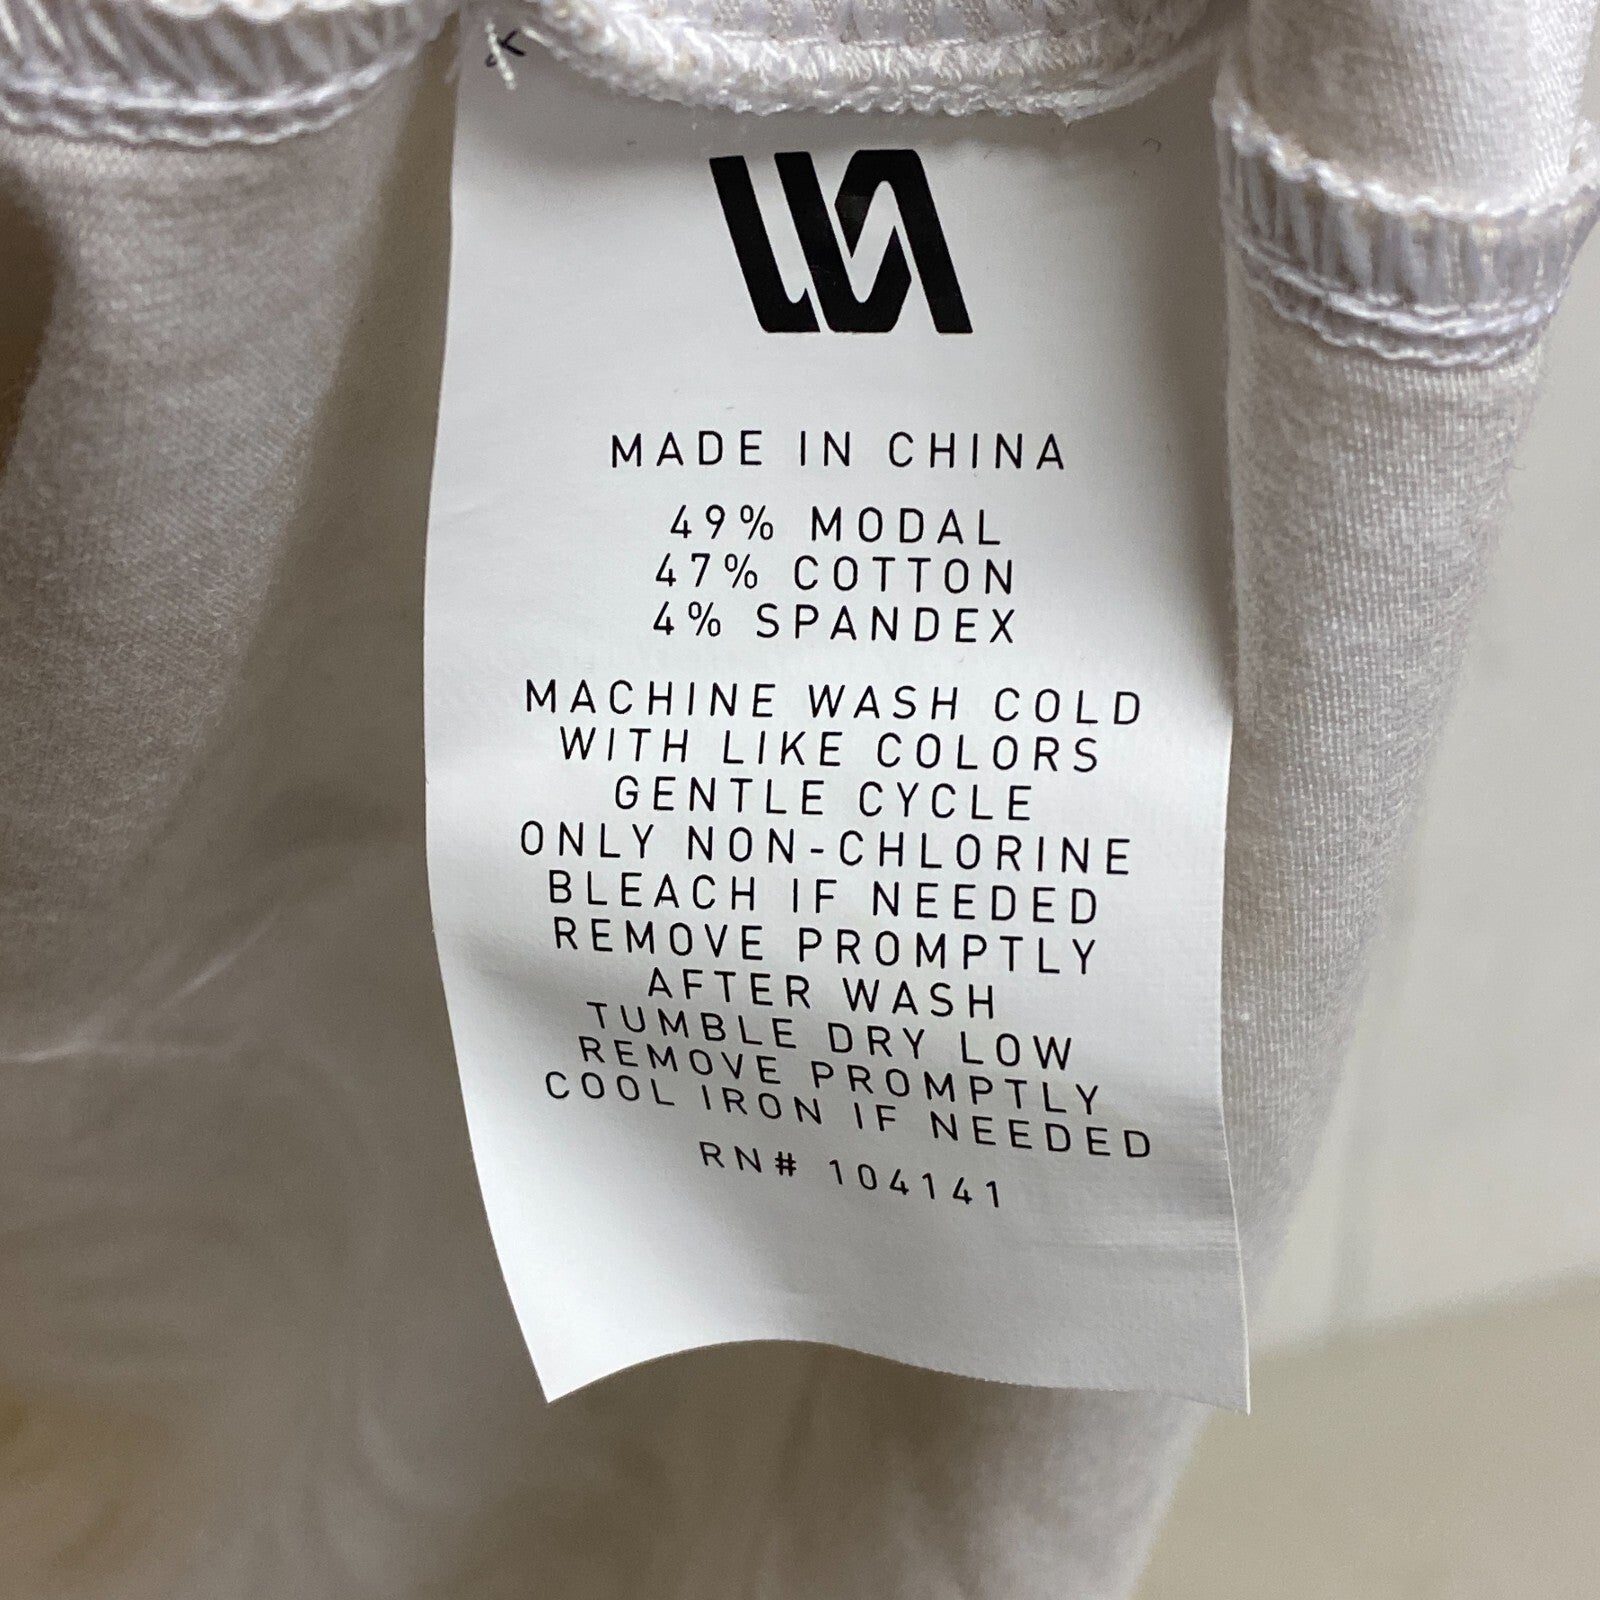 MADE IN CHINA
49% MODAL
47% COTTON
4% SPANDEX
MACHINE WASH COLD
WITH LIKE COLORS
GENTLE CYCLE
ONLY NON-CHLORINE
BLEACH IF NEEDED
REMOVE PROMPTLY
AFTER WASH
TUMBLE DRY LOW
REMOVE PROMPTLY
COOL IRON IF NEEDED
RN# 104141